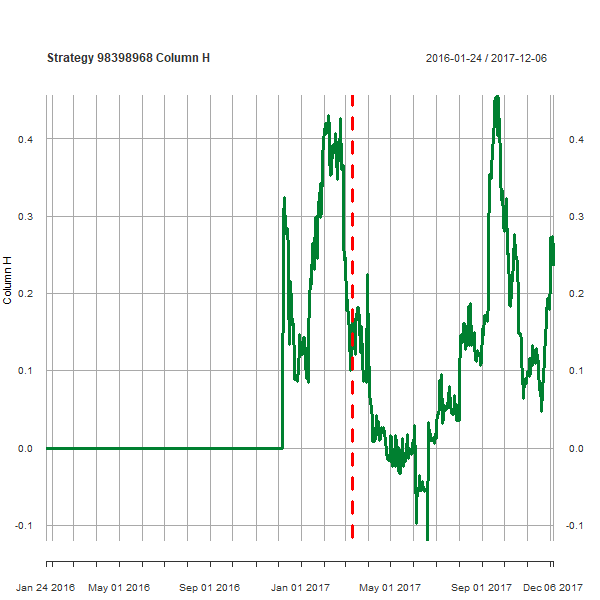 Strategy 98398968 Column H 2016-01-24 / 2017-12-06
0.4 0.4
0.3 0.3
0.2 0.2
0.1 0.1
0.0 0.0
-0.1 -0.1
Column H
Jan 24 2016 May 01 2016 Sep 01 2016 Jan 01 2017 May 01 2017 Sep 01 2017 Dec 06 2017